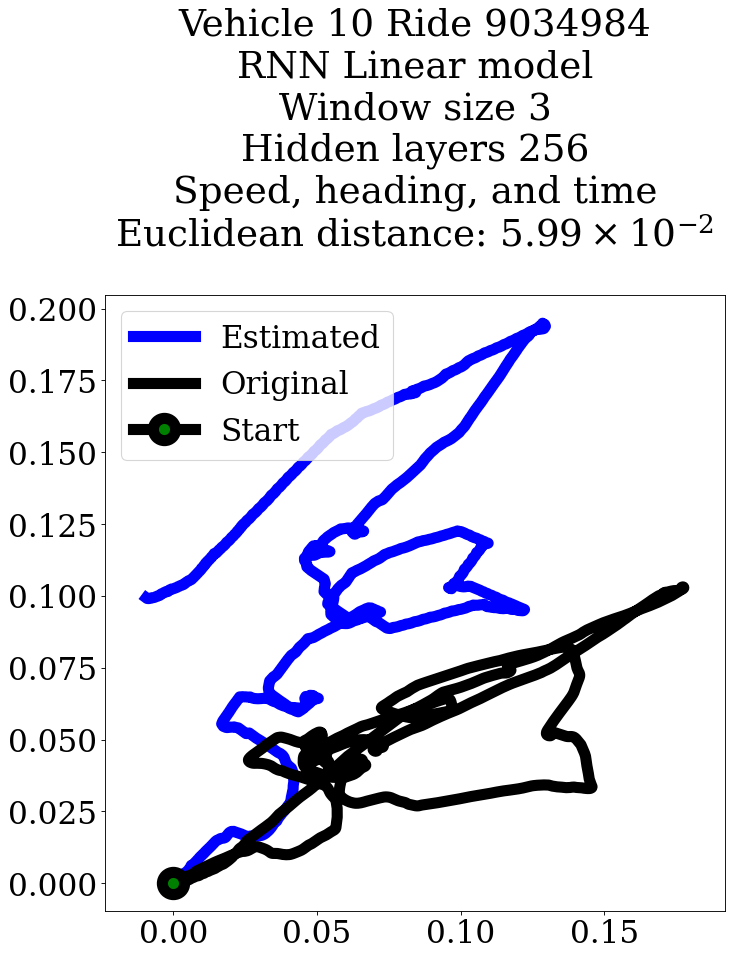 Vehicle 10 Ride 9034984
RNN Linear model
Window size 3
Hidden layers 256
Speed, heading, and time
Euclidean distance: 5.99 × 10⁻²
0.200
0.175
0.150
0.125
0.100
0.075
0.050
0.025
0.000
Estimated
Original
Start
0.00 0.05 0.10 0.15